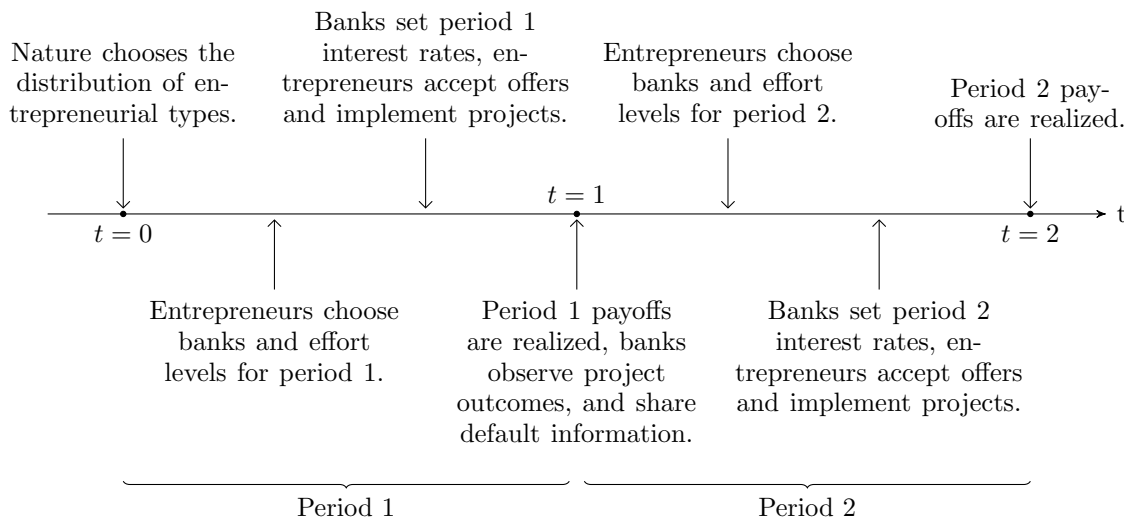 Nature chooses the
distribution of en-
trepreneurial types.
Banks set period 1
interest rates, en-
trepreneurs accept offers
and implement projects.
Entrepreneurs choose
banks and effort
levels for period 2.
Period 2 pay-
offs are realized.
t = 1
t
t = 0
t = 2
Entrepreneurs choose
banks and effort
levels for period 1.
Period 1 payoffs
are realized, banks
observe project
outcomes, and share
default information.
Banks set period 2
interest rates, en-
trepreneurs accept offers
and implement projects.
Period 1
Period 2